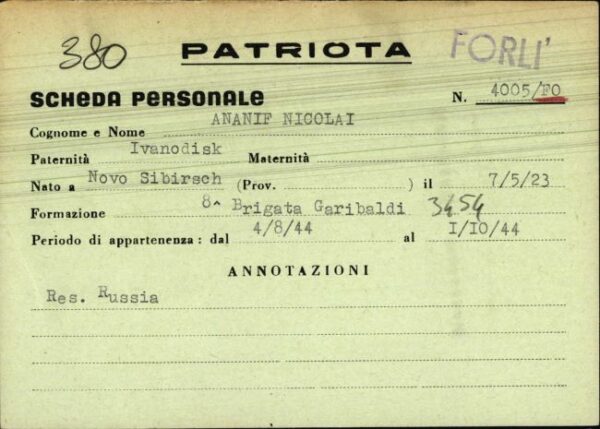 380 PATRIOTA FORLI'
SCHEDA PERSONALE N. 4005/FO
Cognome e Nome ANANIF NICOLAI
Paternità Ivanodisk Maternità
Nato a Novo Sibirsch (Prov. ) il 7/5/23
Formazione 8^ Brigata Garibaldi 3454
Periodo di appartenenza: dal 4/8/44 al I/IO/44
ANNOTAZIONI
Res. Russia